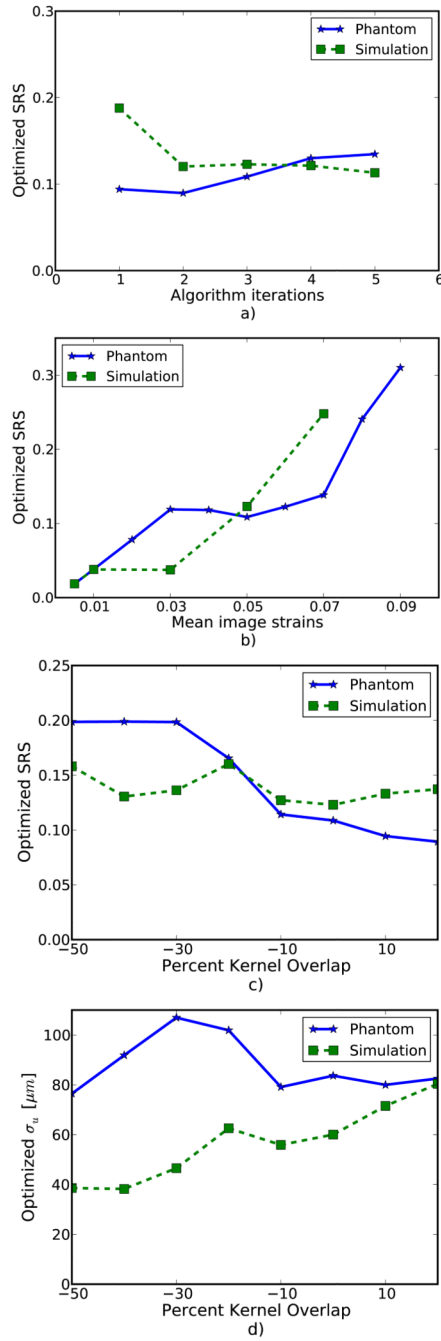 0.3
0.2
0.1
0.0
Optimized SRS
Phantom
Simulation
0 1 2 3 4 5 6
Algorithm iterations
a)
0.3
0.2
0.1
0.0
Optimized SRS
Phantom
Simulation
0.01 0.03 0.05 0.07 0.09
Mean image strains
b)
0.25
0.20
0.15
0.10
0.05
0.00
Optimized SRS
Phantom
Simulation
−50 −30 −10 10
Percent Kernel Overlap
c)
100
80
60
40
20
0
Optimized σᵤ [μm]
Phantom
Simulation
−50 −30 −10 10
Percent Kernel Overlap
d)